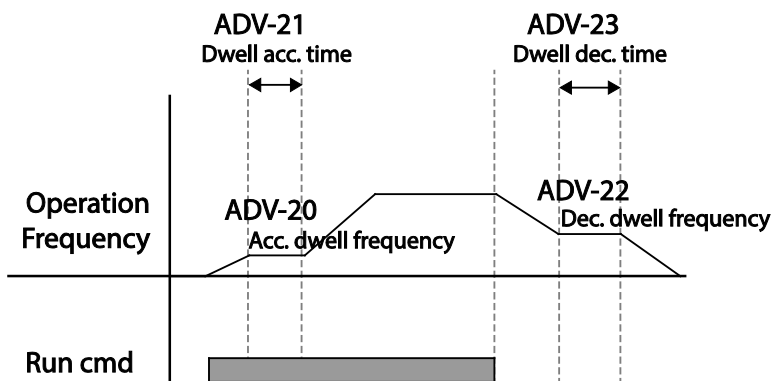 ADV-21
Dwell acc. time
ADV-23
Dwell dec. time
Operation
Frequency
ADV-20
Acc. dwell frequency
ADV-22
Dec. dwell frequency
Run cmd